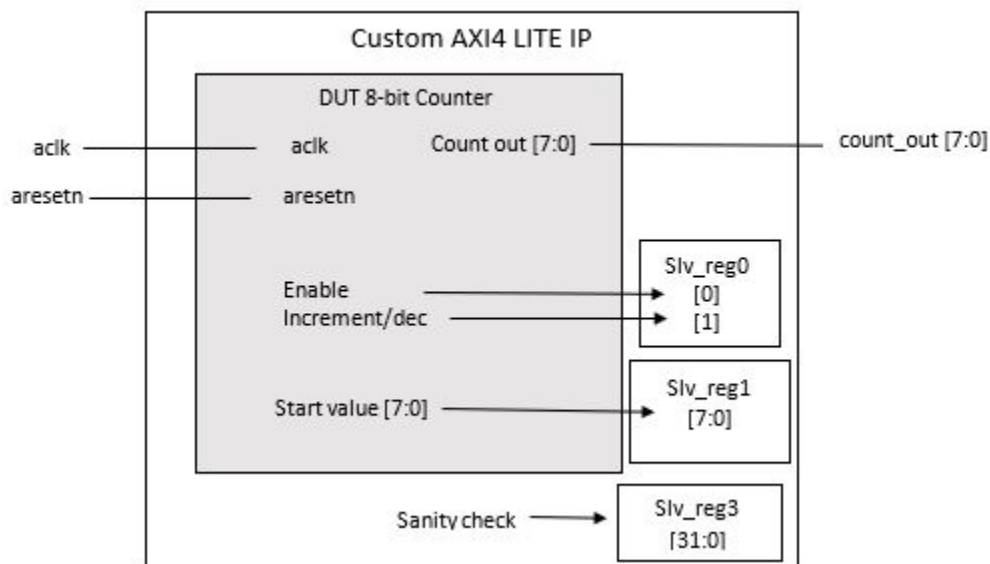 Custom AXI4 LITE IP
DUT 8-bit Counter
aclk
aclk
Count out [7:0]
count_out [7:0]
aresetn
aresetn
Slv_reg0
Enable
[0]
Increment/dec
[1]
Start value [7:0]
Slv_reg1
[7:0]
Sanity check
Slv_reg3
[31:0]